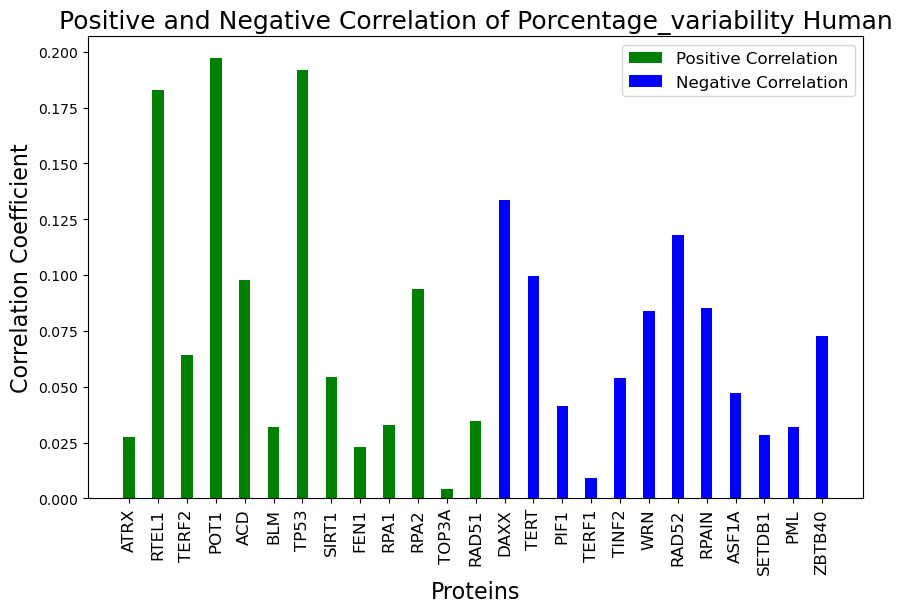 Positive and Negative Correlation of Porcentage_variability Human
Positive Correlation
Negative Correlation
Correlation Coefficient
0.200
0.175
0.150
0.125
0.100
0.075
0.050
0.025
0.000
ATRX
RTEL1
TERF2
POT1
ACD
BLM
TP53
SIRT1
FEN1
RPA1
RPA2
TOP3A
RAD51
DAXX
TERT
PIF1
TERF1
TINF2
WRN
RAD52
RPAIN
ASF1A
SETDB1
PML
ZBTB40
Proteins